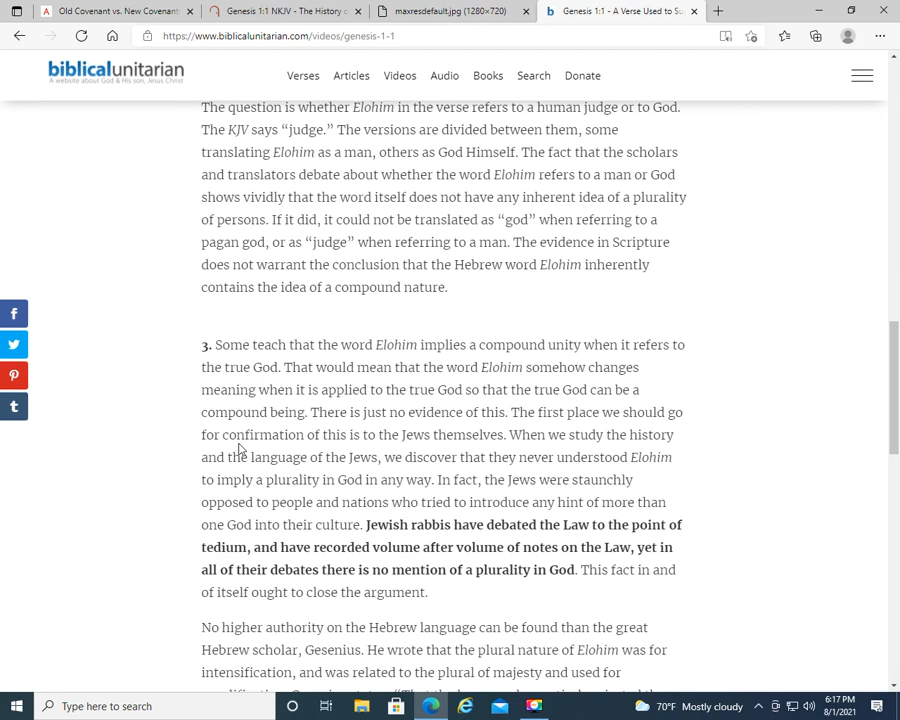 Old Covenant vs. New Covenant
Genesis 1:1 NKJV - The History of
maxresdefault.jpg (1280×720)
Genesis 1:1 - A Verse Used to Su
https://www.biblicalunitarian.com/videos/genesis-1-1
biblicalunitarian
A website about God & His son, Jesus Christ
Verses Articles Videos Audio Books Search Donate
The question is whether Elohim in the verse refers to a human judge or to God.
The KJV says “judge.” The versions are divided between them, some
translating Elohim as a man, others as God Himself. The fact that the scholars
and translators debate about whether the word Elohim refers to a man or God
shows vividly that the word itself does not have any inherent idea of a plurality
of persons. If it did, it could not be translated as “god” when referring to a
pagan god, or as “judge” when referring to a man. The evidence in Scripture
does not warrant the conclusion that the Hebrew word Elohim inherently
contains the idea of a compound nature.
3. Some teach that the word Elohim implies a compound unity when it refers to
the true God. That would mean that the word Elohim somehow changes
meaning when it is applied to the true God so that the true God can be a
compound being. There is just no evidence of this. The first place we should go
for confirmation of this is to the Jews themselves. When we study the history
and the language of the Jews, we discover that they never understood Elohim
to imply a plurality in God in any way. In fact, the Jews were staunchly
opposed to people and nations who tried to introduce any hint of more than
one God into their culture. Jewish rabbis have debated the Law to the point of
tedium, and have recorded volume after volume of notes on the Law, yet in
all of their debates there is no mention of a plurality in God. This fact in and
of itself ought to close the argument.
No higher authority on the Hebrew language can be found than the great
Hebrew scholar, Gesenius. He wrote that the plural nature of Elohim was for
intensification, and was related to the plural of majesty and used for
Type here to search
70°F Mostly cloudy
6:17 PM
8/1/2021